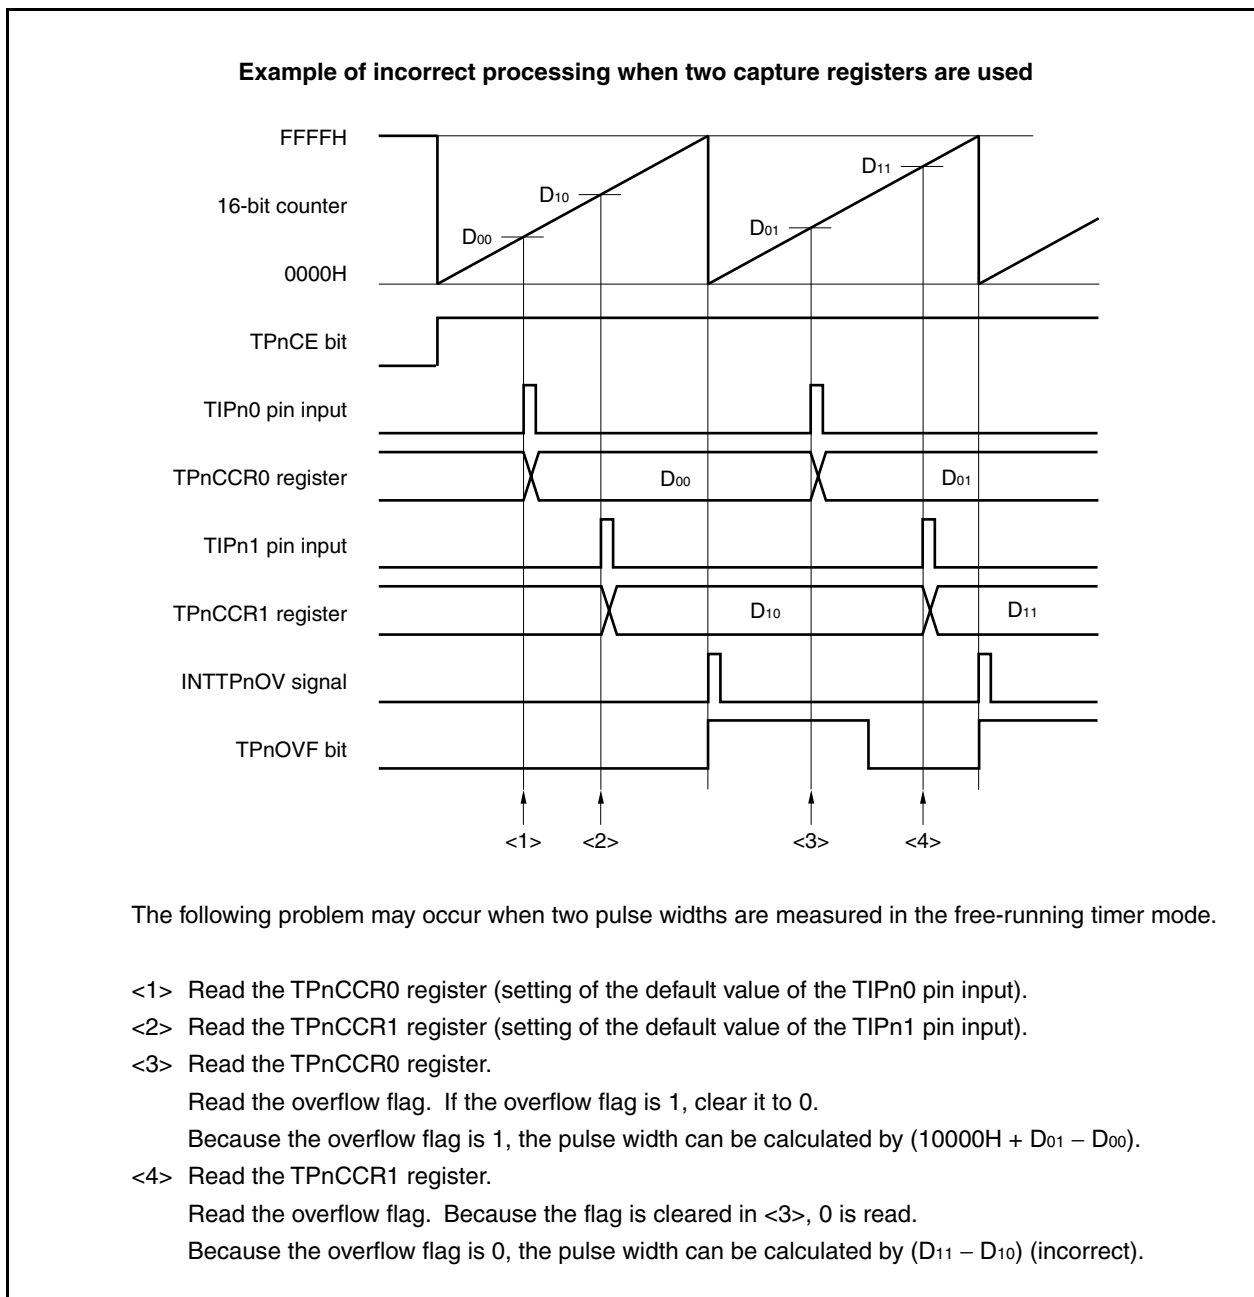 Example of incorrect processing when two capture registers are used
FFFFH
16-bit counter
0000H
D00
D10
D01
D11
TPnCE bit
TIPn0 pin input
TPnCCR0 register
D00
D01
TIPn1 pin input
TPnCCR1 register
D10
D11
INTTPnOV signal
TPnOVF bit
<1> <2> <3> <4>
The following problem may occur when two pulse widths are measured in the free-running timer mode.
<1> Read the TPnCCR0 register (setting of the default value of the TIPn0 pin input).
<2> Read the TPnCCR1 register (setting of the default value of the TIPn1 pin input).
<3> Read the TPnCCR0 register.
Read the overflow flag. If the overflow flag is 1, clear it to 0.
Because the overflow flag is 1, the pulse width can be calculated by (10000H + D01 − D00).
<4> Read the TPnCCR1 register.
Read the overflow flag. Because the flag is cleared in <3>, 0 is read.
Because the overflow flag is 0, the pulse width can be calculated by (D11 − D10) (incorrect).